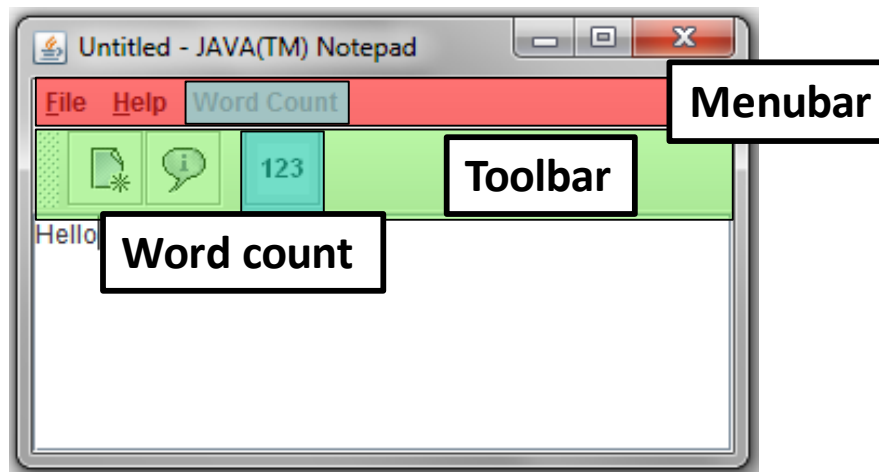 Untitled - JAVA(TM) Notepad
File Help Word Count
Menubar
123
Toolbar
Hello
Word count